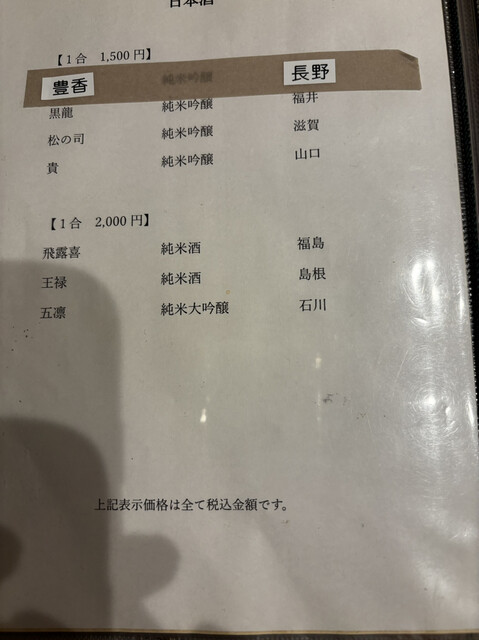 日本酒
【1合 1,500円】
豊香 純米吟醸 長野
黒龍 純米吟醸 福井
松の司 純米吟醸 滋賀
貴 純米吟醸 山口
【1合 2,000円】
飛露喜 純米酒 福島
王禄 純米酒 島根
五凛 純米大吟醸 石川
上記表示価格は全て税込金額です。